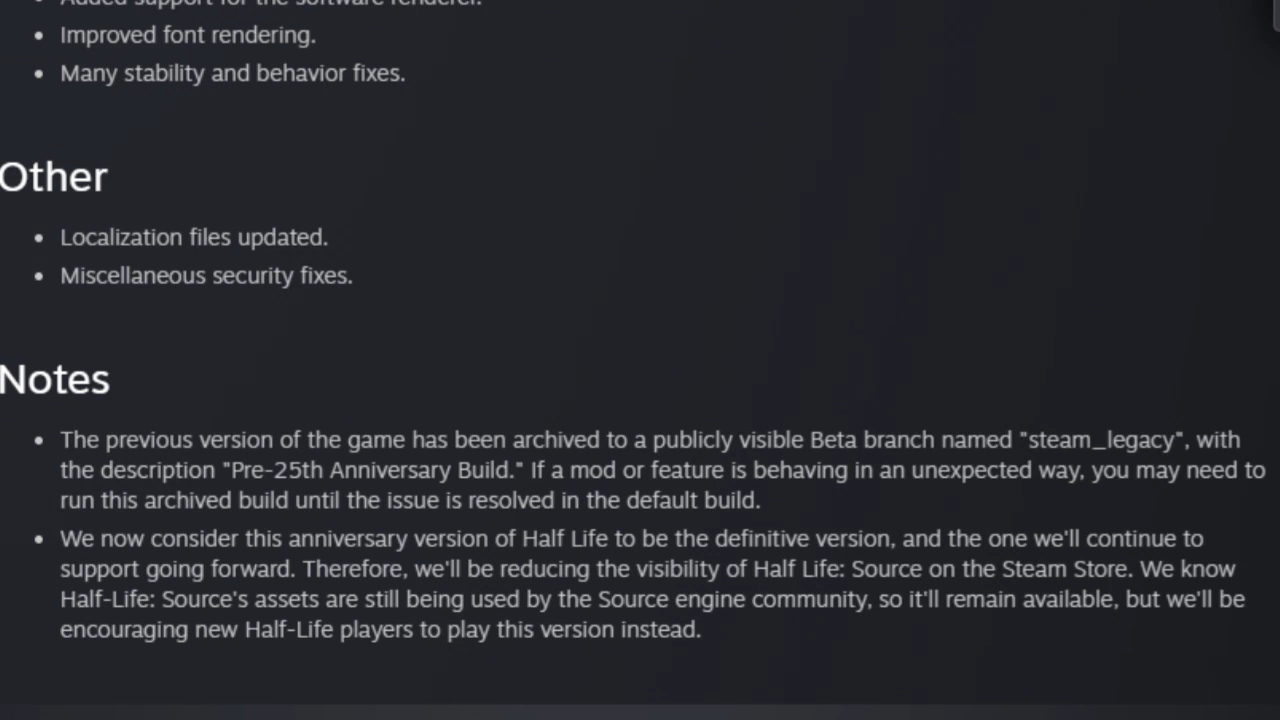 Added support for the software renderer.
Improved font rendering.
Many stability and behavior fixes.
Other
Localization files updated.
Miscellaneous security fixes.
Notes
The previous version of the game has been archived to a publicly visible Beta branch named "steam_legacy", with
the description "Pre-25th Anniversary Build." If a mod or feature is behaving in an unexpected way, you may need to
run this archived build until the issue is resolved in the default build.
We now consider this anniversary version of Half Life to be the definitive version, and the one we'll continue to
support going forward. Therefore, we'll be reducing the visibility of Half Life: Source on the Steam Store. We know
Half-Life: Source's assets are still being used by the Source engine community, so it'll remain available, but we'll be
encouraging new Half-Life players to play this version instead.